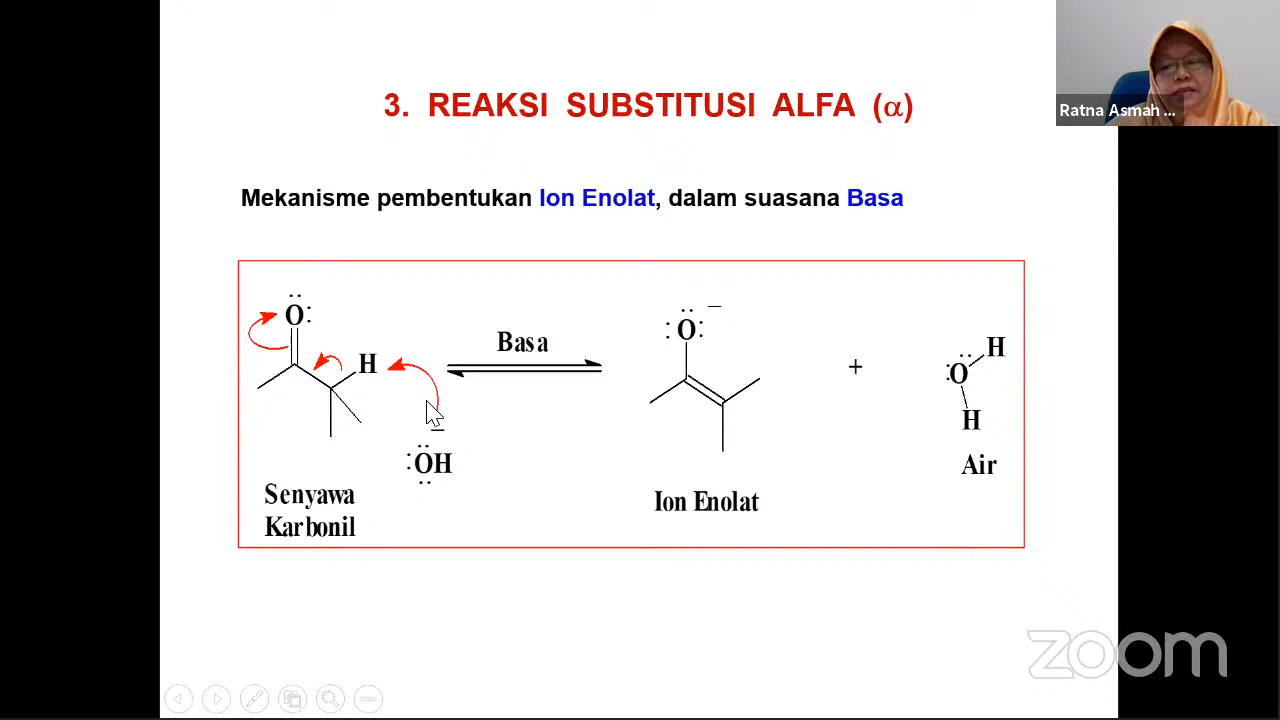 3. REAKSI SUBSTITUSI ALFA (α)
Ratna Asmah ...
Mekanisme pembentukan Ion Enolat, dalam suasana Basa
O
H
Basa
O
+
O
H
H
OH
Air
Senyawa
Karbonil
Ion Enolat
zoom